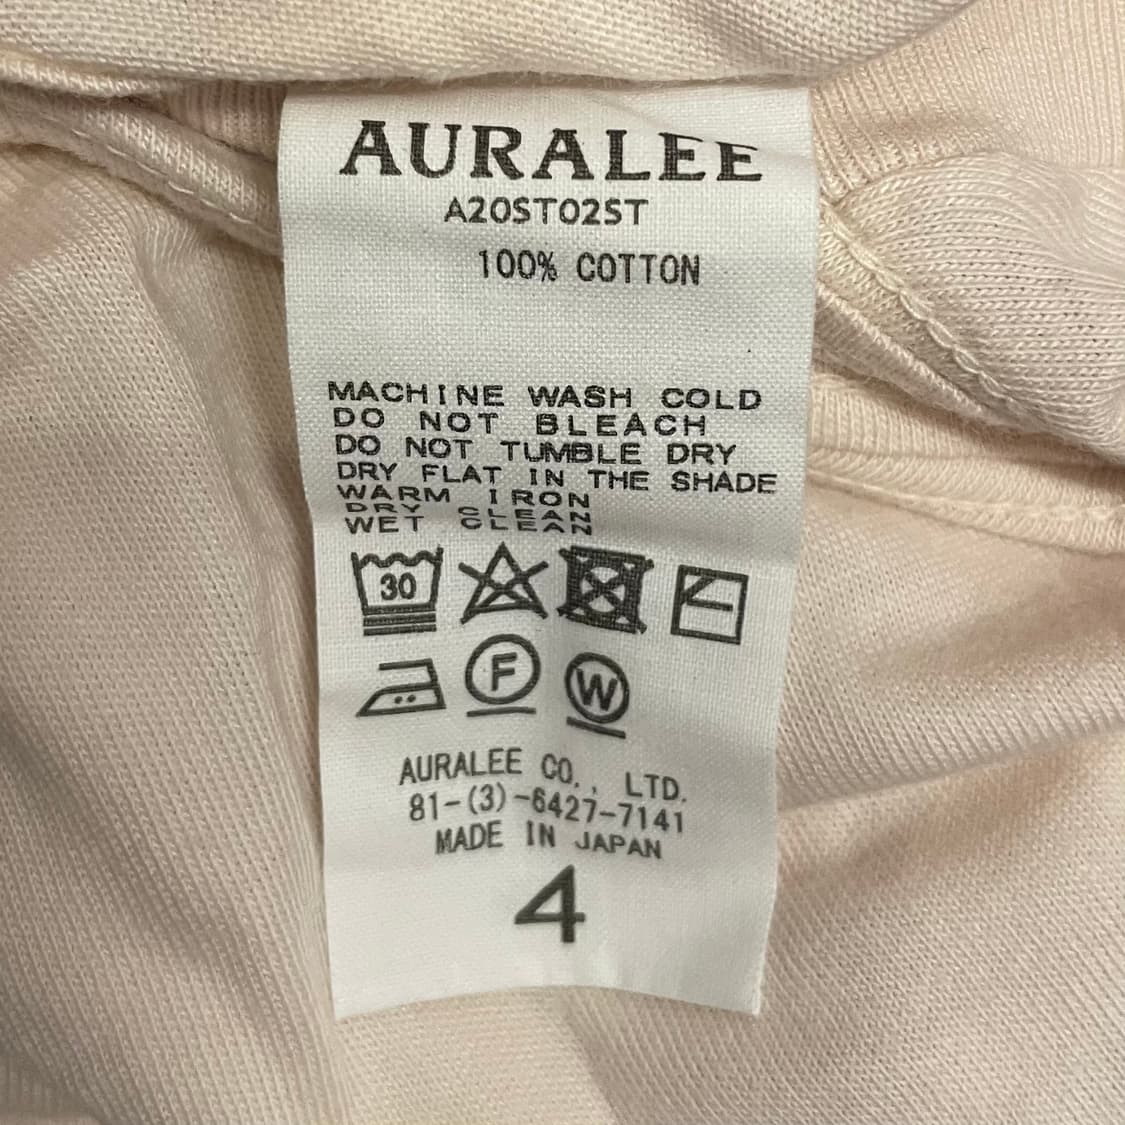 AURALEE
A20ST02ST
100% COTTON
MACHINE WASH COLD
DO NOT BLEACH
DO NOT TUMBLE DRY
DRY FLAT IN THE SHADE
WARM IRON
DRY CLEAN
WET CLEAN
30
F
W
AURALEE CO., LTD.
81-(3)-6427-7141
MADE IN JAPAN
4